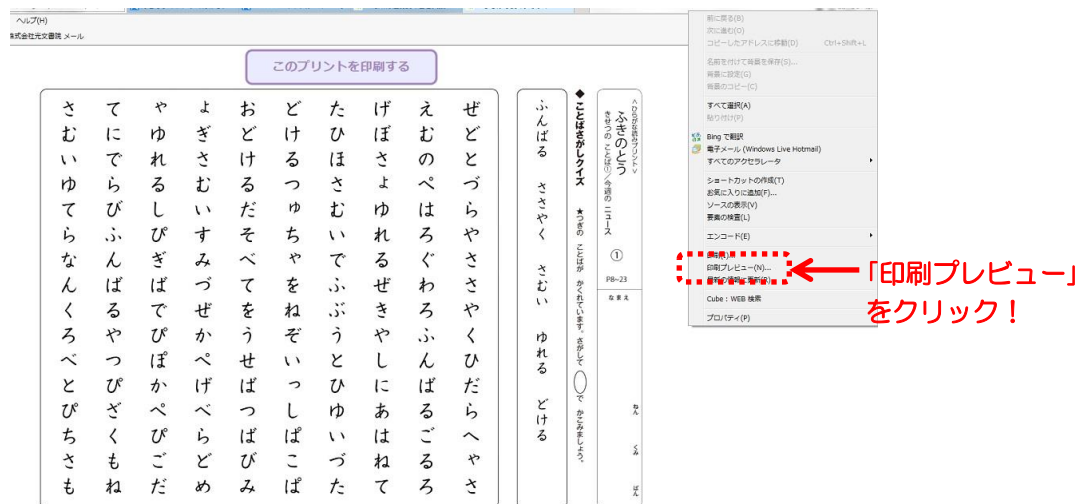 ヘルプ(H)
株式会社光文書院 メール
このプリントを印刷する
<ひらがな読みプリント>
ふきのとう
きせつの ことば①/今週の ニュース
①
P8~23
なまえ
ねん くみ ばん
◆ことばさがしクイズ ★つぎの ことばが かくれています。さがして ◯で かこみましょう。
ふんばる ささやく さむい ゆれる どける
ぜどとづらやささやくひだらへやさ
えむのぺはろぐわろふんばるごるろ
げぼさょゆれるぜきやしにあはねて
たひほさむいでふぶうとひゆいづた
どけるつゅちゃをねぞいっしぱこぱ
おどけるだそべてをうせばつばびみ
よぎさむいすみづぜかぺげべらどめ
やゆれるしぴぎばでぴぽかぺぴごだ
てにでらびふんばるやつぴざくもね
さむいゆてらなんくろべとぴちさも
前に戻る(B)
次に進む(O)
コピーしたアドレスに移動(D) Ctrl+Shift+L
名前を付けて背景を保存(S)...
背景に設定(G)
背景のコピー(C)
すべて選択(A)
貼り付け(P)
Bing で翻訳
電子メール (Windows Live Hotmail)
すべてのアクセラレータ
ショートカットの作成(T)
お気に入りに追加(F)...
ソースの表示(V)
要素の検査(L)
エンコード(E)
印刷(I)...
印刷プレビュー(N)...
最新の情報に更新(R)
Cube : WEB 検索
プロパティ(P)
「印刷プレビュー」
をクリック！